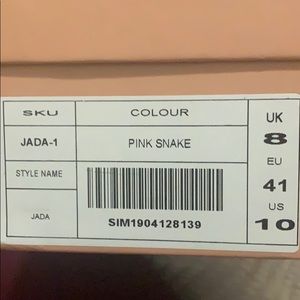 SKU COLOUR UK
JADA-1 PINK SNAKE 8
STYLE NAME EU
41
JADA SIM1904128139 US
10